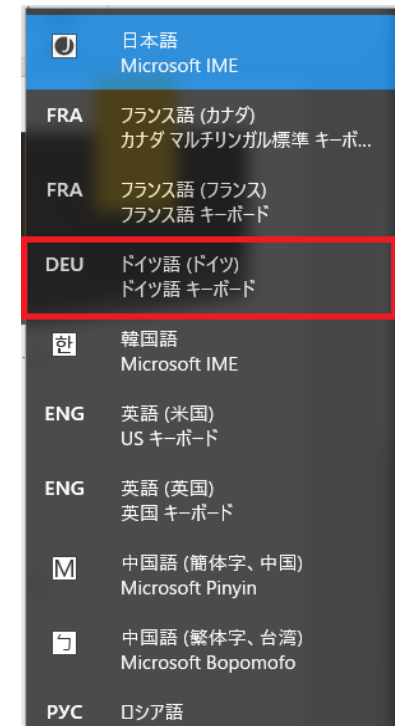 日本語
Microsoft IME
FRA フランス語 (カナダ)
カナダ マルチリンガル標準 キーボ...
FRA フランス語 (フランス)
フランス語 キーボード
DEU ドイツ語 (ドイツ)
ドイツ語 キーボード
한 韓国語
Microsoft IME
ENG 英語 (米国)
US キーボード
ENG 英語 (英国)
英国 キーボード
M 中国語 (簡体字、中国)
Microsoft Pinyin
ㄅ 中国語 (繁体字、台湾)
Microsoft Bopomofo
РУС ロシア語